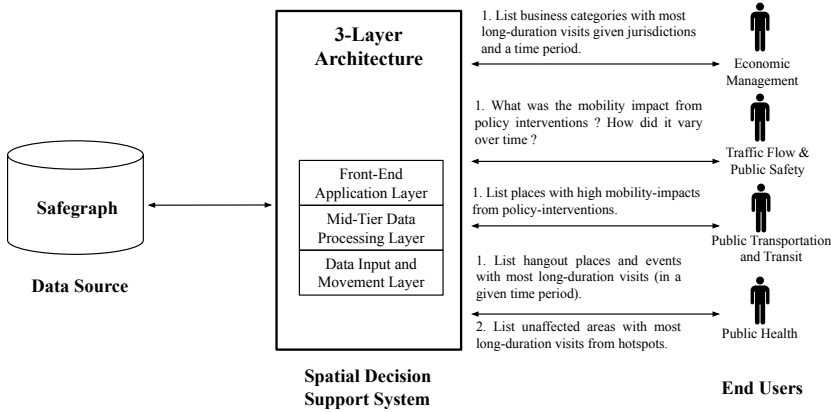 Safegraph
Data Source
3-Layer
Architecture
Front-End
Application Layer
Mid-Tier Data
Processing Layer
Data Input and
Movement Layer
Spatial Decision
Support System
1. List business categories with most
long-duration visits given jurisdictions
and a time period.
Economic
Management
1. What was the mobility impact from
policy interventions ? How did it vary
over time ?
Traffic Flow &
Public Safety
1. List places with high mobility-impacts
from policy-interventions.
Public Transportation
and Transit
1. List hangout places and events
with most long-duration visits (in a
given time period).
2. List unaffected areas with most
long-duration visits from hotspots.
Public Health
End Users